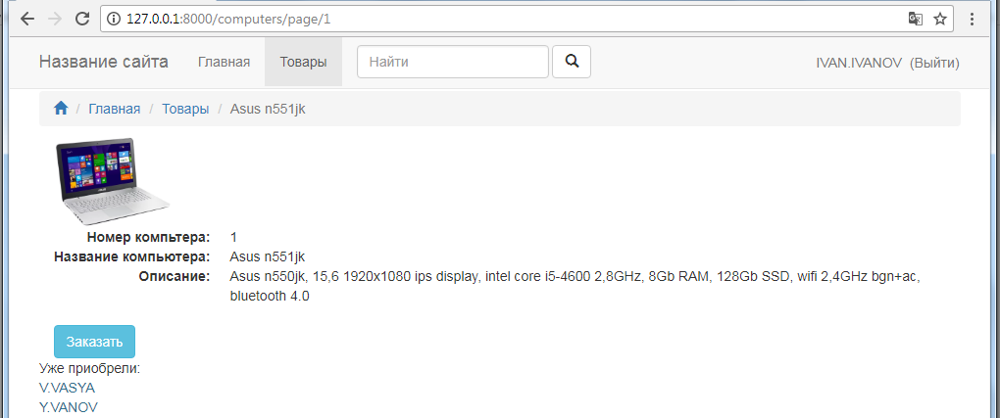 127.0.0.1:8000/computers/page/1
Название сайта Главная Товары Найти IVAN.IVANOV (Выйти)
/ Главная / Товары / Asus n551jk
Номер компьтера: 1
Название компьютера: Asus n551jk
Описание: Asus n550jk, 15,6 1920x1080 ips display, intel core i5-4600 2,8GHz, 8Gb RAM, 128Gb SSD, wifi 2,4GHz bgn+ac,
bluetooth 4.0
Заказать
Уже приобрели:
V.VASYA
Y.VANOV